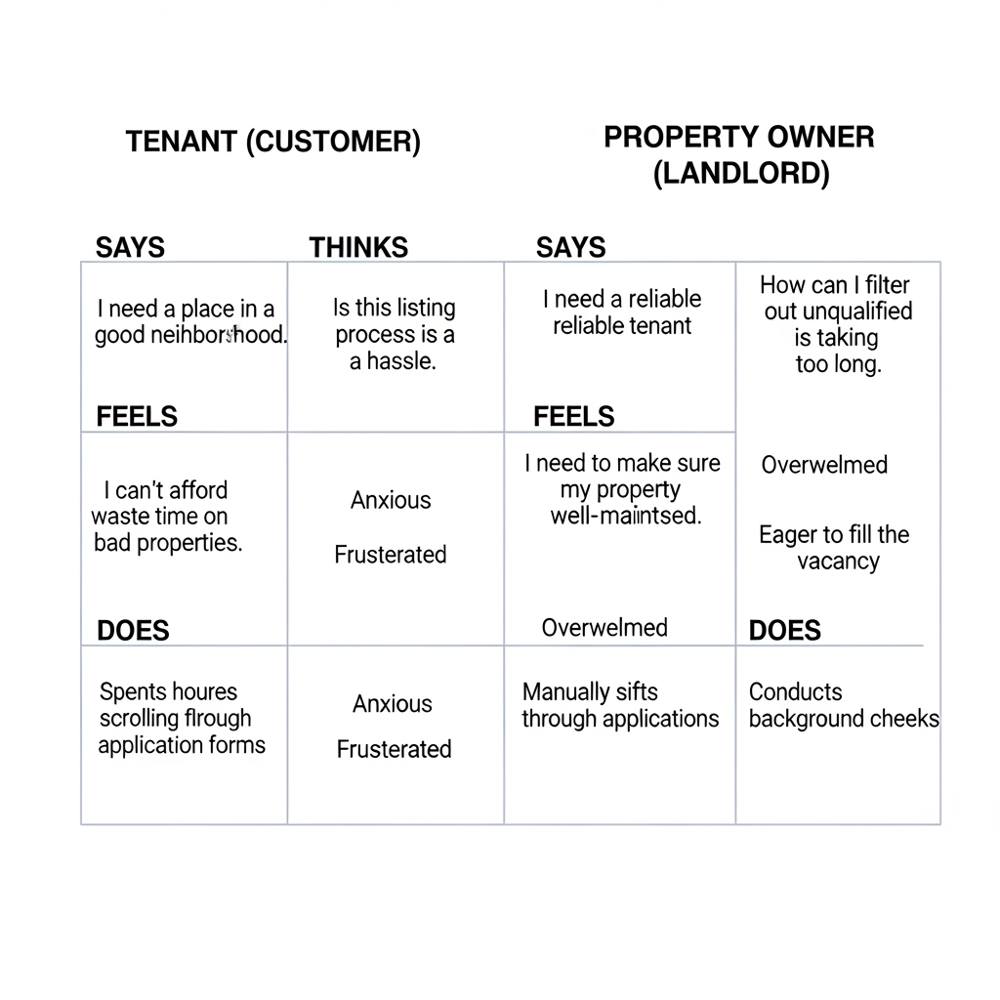 TENANT (CUSTOMER)
PROPERTY OWNER
(LANDLORD)
SAYS
THINKS
SAYS
I need a place in a
good neihborshood.
Is this listing
process is a
a hassle.
I need a reliable
reliable tenant
How can I filter
out unqualified
is taking
too long.
FEELS
FEELS
I can't afford
waste time on
bad properties.
Anxious
Frusterated
I need to make sure
my property
well-maintsed.
Overwelmed
Eager to fill the
vacancy
DOES
Overwelmed
DOES
Spents houres
scrolling flrough
application forms
Anxious
Frusterated
Manually sifts
through applications
Conducts
background cheeks